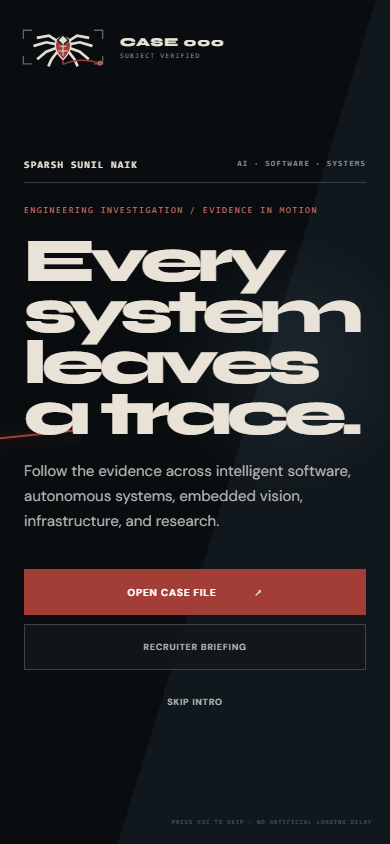 CASE 000
SUBJECT VERIFIED
SPARSH SUNIL NAIK
AI · SOFTWARE · SYSTEMS
ENGINEERING INVESTIGATION / EVIDENCE IN MOTION
Every
system
leaves
a trace.
Follow the evidence across intelligent software,
autonomous systems, embedded vision,
infrastructure, and research.
OPEN CASE FILE ↗
RECRUITER BRIEFING
SKIP INTRO
PRESS ESC TO SKIP · NO ARTIFICIAL LOADING DELAY